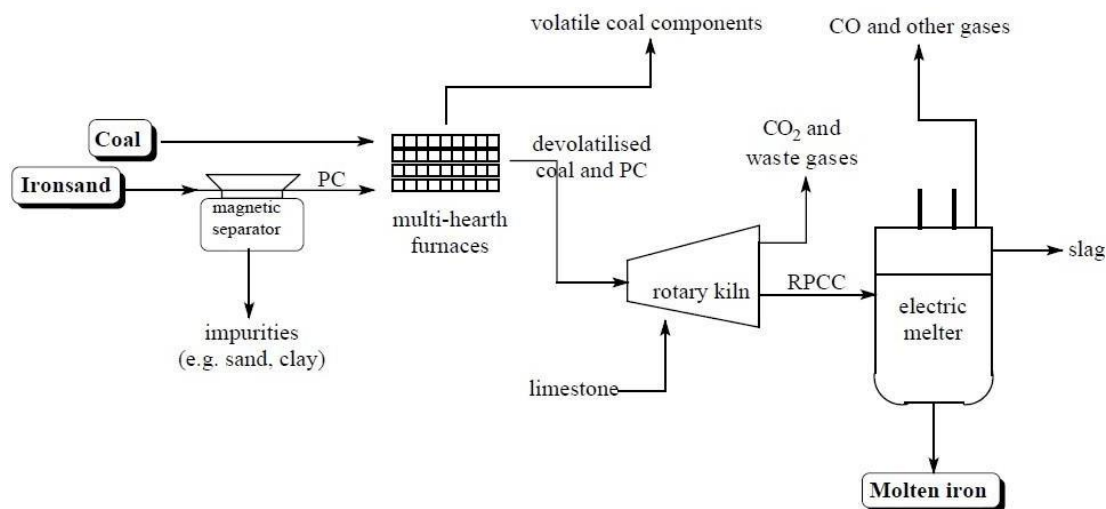 volatile coal components
CO and other gases
Coal
Ironsand
PC
magnetic
separator
impurities
(e.g. sand, clay)
multi-hearth
furnaces
devolatilised
coal and PC
CO₂ and
waste gases
rotary kiln
limestone
RPCC
electric
melter
slag
Molten iron